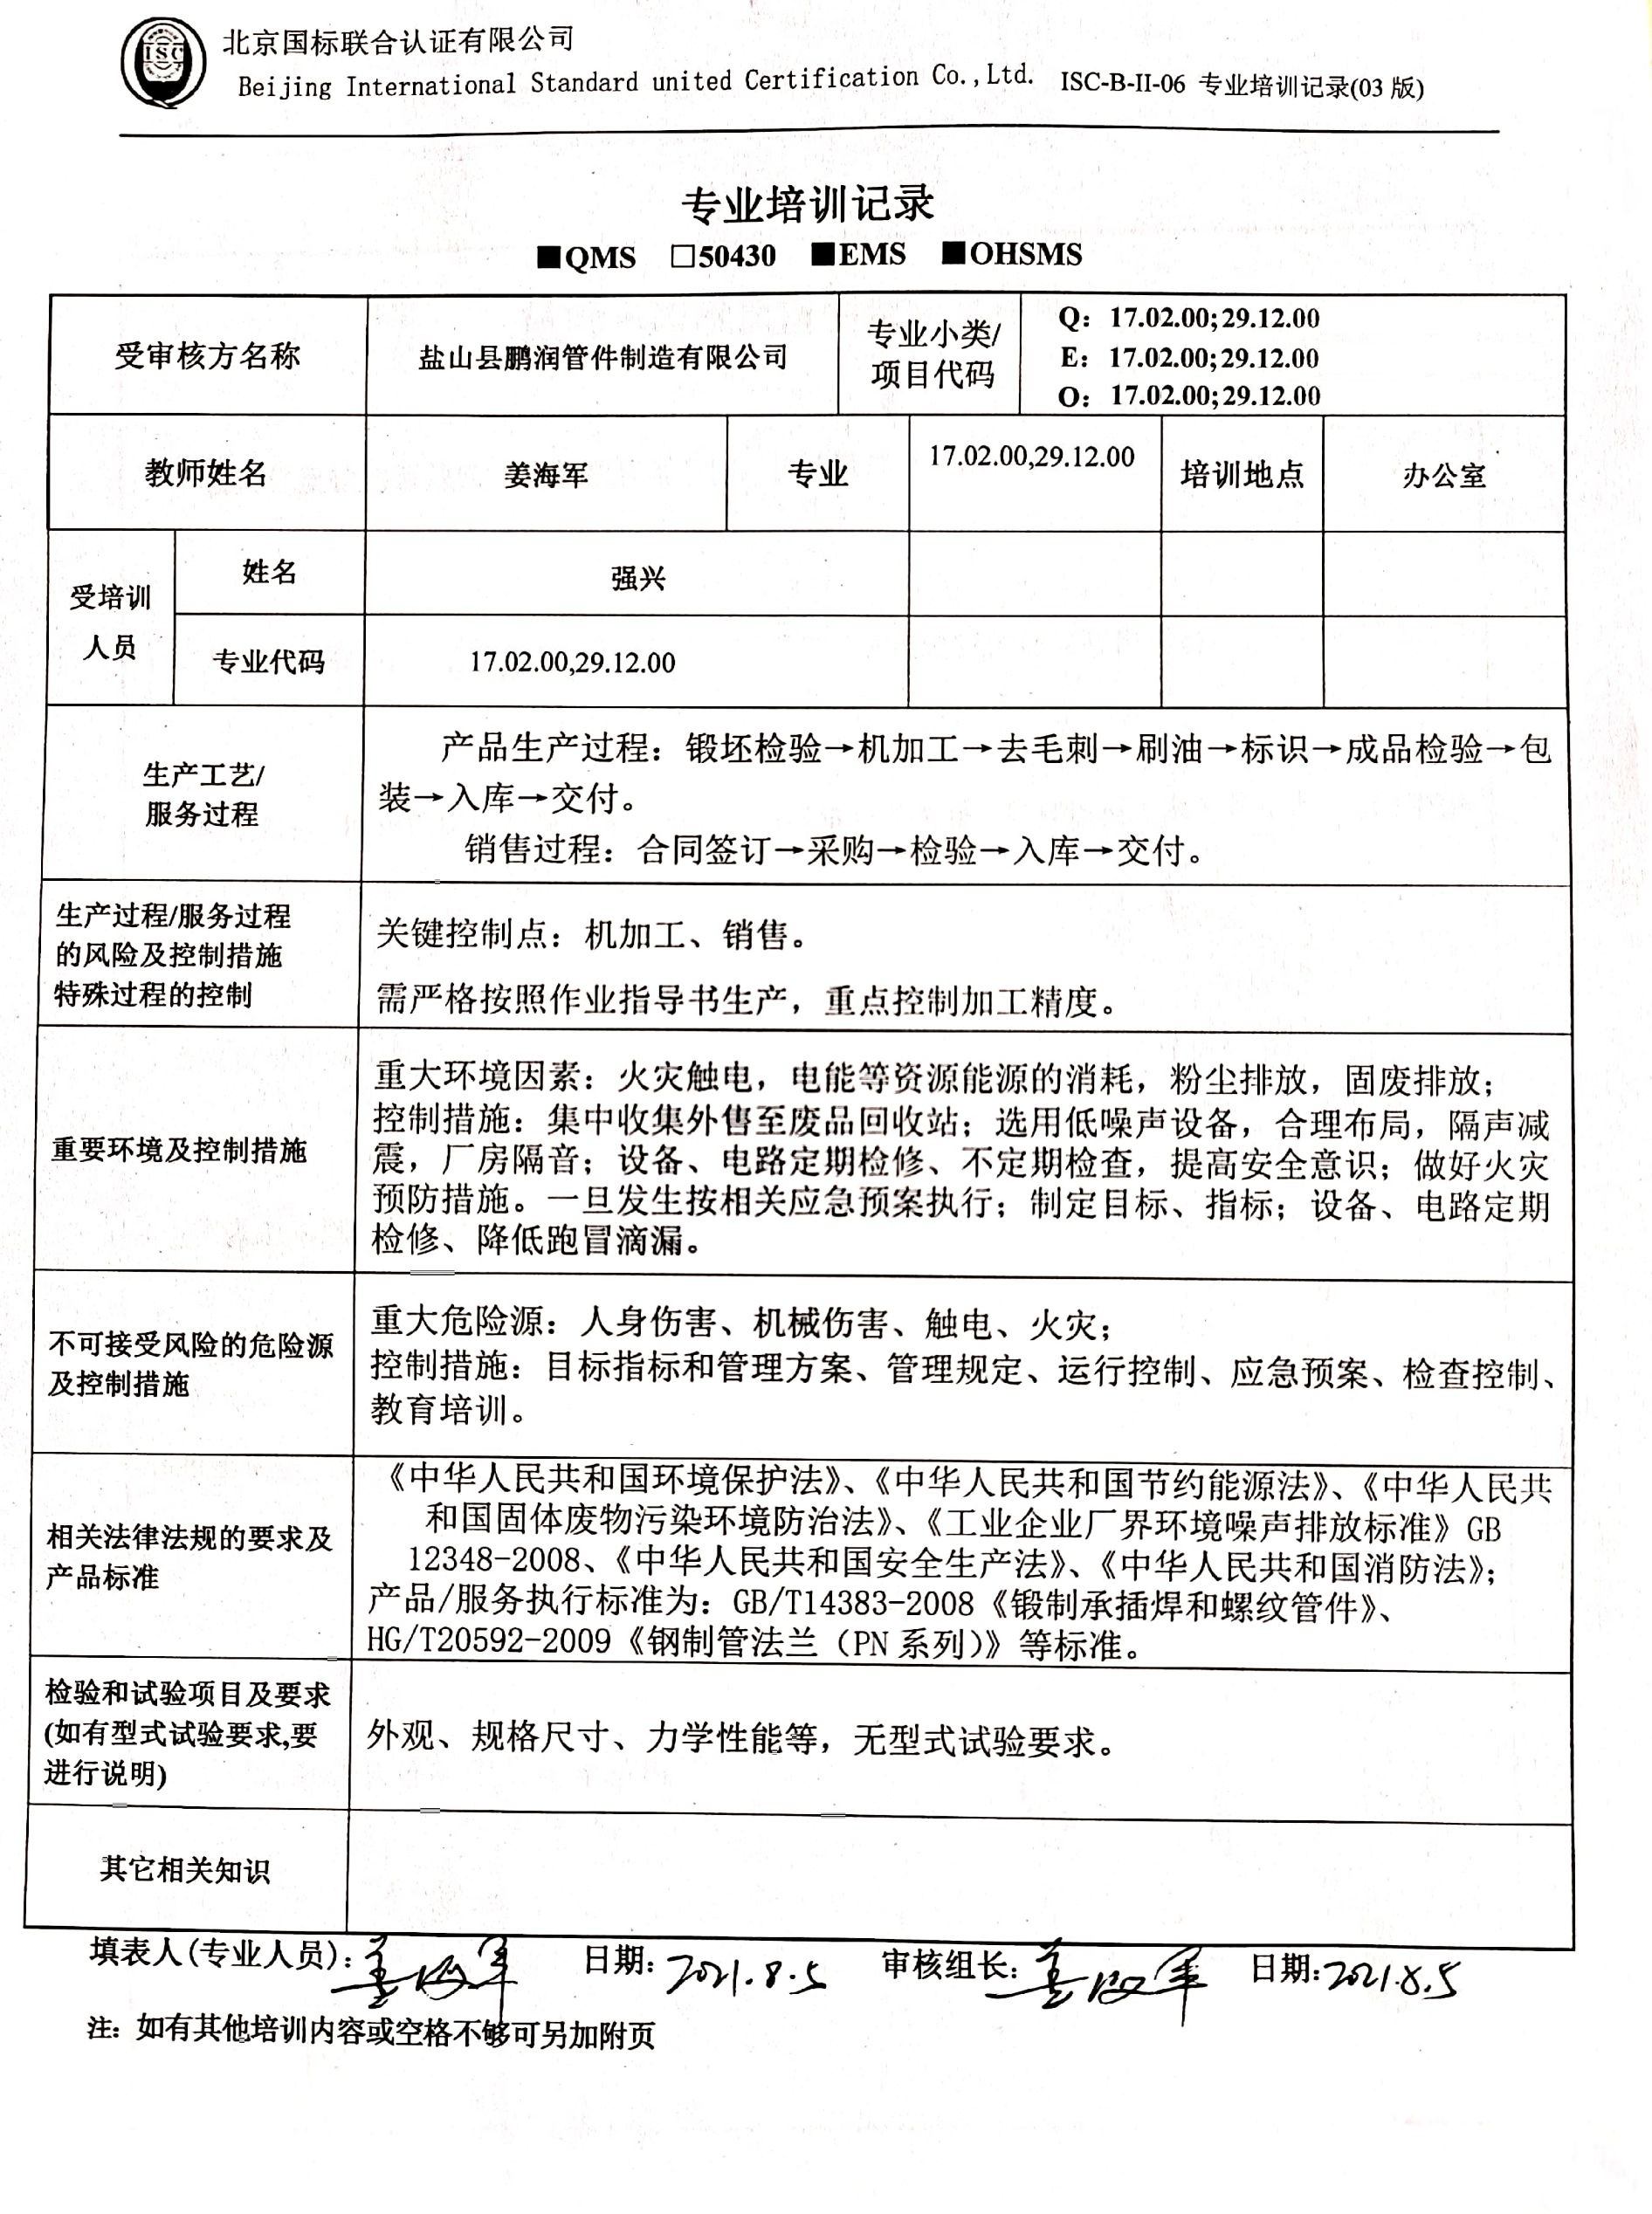 ISC
北京国标联合认证有限公司
Beijing International Standard united Certification Co.,Ltd. ISC-B-II-06 专业培训记录(03 版)
专业培训记录
■QMS □50430 ■EMS ■OHSMS
受审核方名称
盐山县鹏润管件制造有限公司
专业小类/
项目代码
Q: 17.02.00;29.12.00
E: 17.02.00;29.12.00
O: 17.02.00;29.12.00
教师姓名
姜海军
专业
17.02.00,29.12.00
培训地点
办公室
受培训
人员
姓名
强兴
专业代码
17.02.00,29.12.00
生产工艺/
服务过程
产品生产过程：锻坯检验→机加工→去毛刺→刷油→标识→成品检验→包
装→入库→交付。
销售过程：合同签订→采购→检验→入库→交付。
生产过程/服务过程
的风险及控制措施
特殊过程的控制
关键控制点：机加工、销售。
需严格按照作业指导书生产，重点控制加工精度。
重要环境及控制措施
重大环境因素：火灾触电，电能等资源能源的消耗，粉尘排放，固废排放；
控制措施：集中收集外售至废品回收站；选用低噪声设备，合理布局，隔声减
震，厂房隔音；设备、电路定期检修、不定期检查，提高安全意识；做好火灾
预防措施。一旦发生按相关应急预案执行；制定目标、指标；设备、电路定期
检修、降低跑冒滴漏。
不可接受风险的危险源
及控制措施
重大危险源：人身伤害、机械伤害、触电、火灾；
控制措施：目标指标和管理方案、管理规定、运行控制、应急预案、检查控制、
教育培训。
相关法律法规的要求及
产品标准
《中华人民共和国环境保护法》、《中华人民共和国节约能源法》、《中华人民共
和国固体废物污染环境防治法》、《工业企业厂界环境噪声排放标准》GB
12348-2008、《中华人民共和国安全生产法》、《中华人民共和国消防法》；
产品/服务执行标准为：GB/T14383-2008《锻制承插焊和螺纹管件》、
HG/T20592-2009《钢制管法兰（PN 系列）》等标准。
检验和试验项目及要求
(如有型式试验要求,要
进行说明)
外观、规格尺寸、力学性能等，无型式试验要求。
其它相关知识
填表人(专业人员)：姜海军 日期：2021.8.5 审核组长：姜海军 日期：2021.8.5
注：如有其他培训内容或空格不够可另加附页